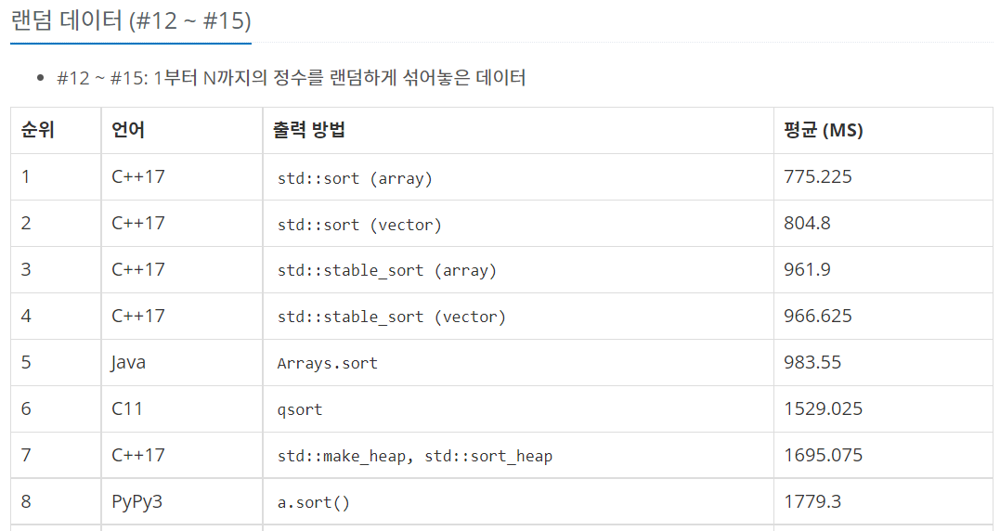 랜덤 데이터 (#12 ~ #15)
#12 ~ #15: 1부터 N까지의 정수를 랜덤하게 섞어놓은 데이터
순위 언어 출력 방법 평균 (MS)
1 C++17 std::sort (array) 775.225
2 C++17 std::sort (vector) 804.8
3 C++17 std::stable_sort (array) 961.9
4 C++17 std::stable_sort (vector) 966.625
5 Java Arrays.sort 983.55
6 C11 qsort 1529.025
7 C++17 std::make_heap, std::sort_heap 1695.075
8 PyPy3 a.sort() 1779.3